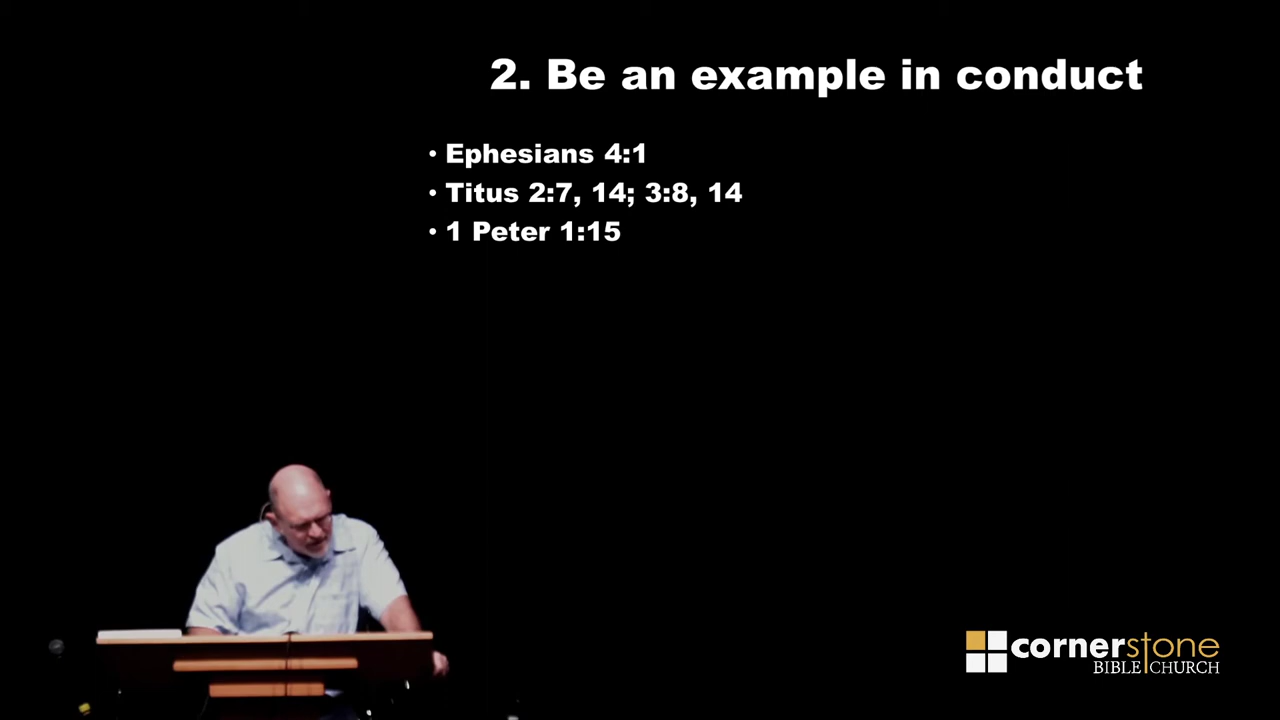 2. Be an example in conduct
• Ephesians 4:1
• Titus 2:7, 14; 3:8, 14
• 1 Peter 1:15
cornerstone
BIBLE CHURCH